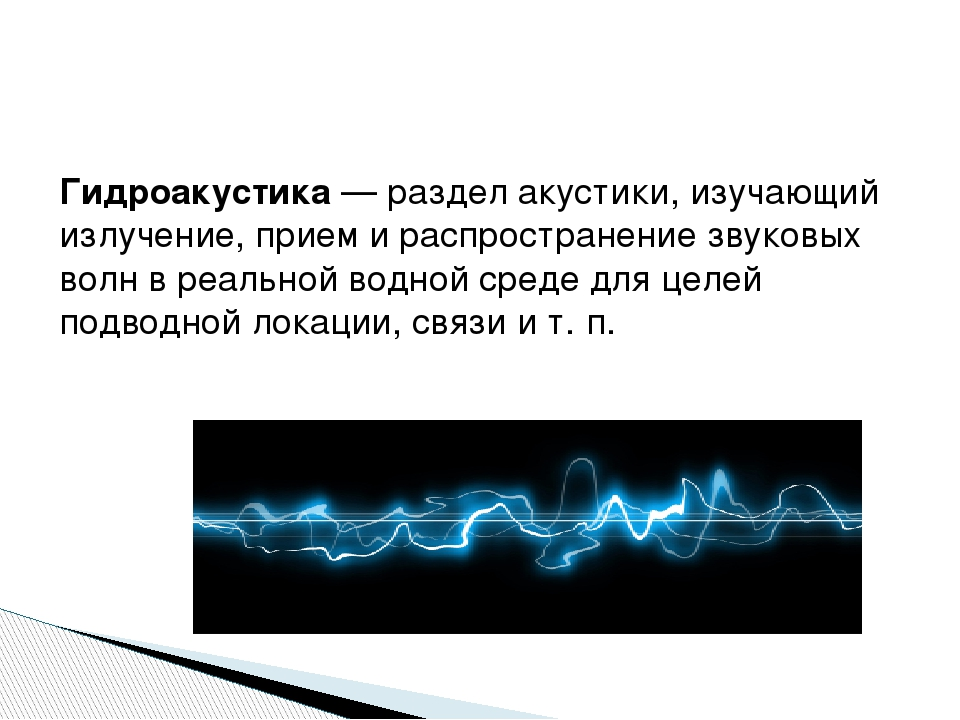 Гидроакустика — раздел акустики, изучающий
излучение, прием и распространение звуковых
волн в реальной водной среде для целей
подводной локации, связи и т. п.